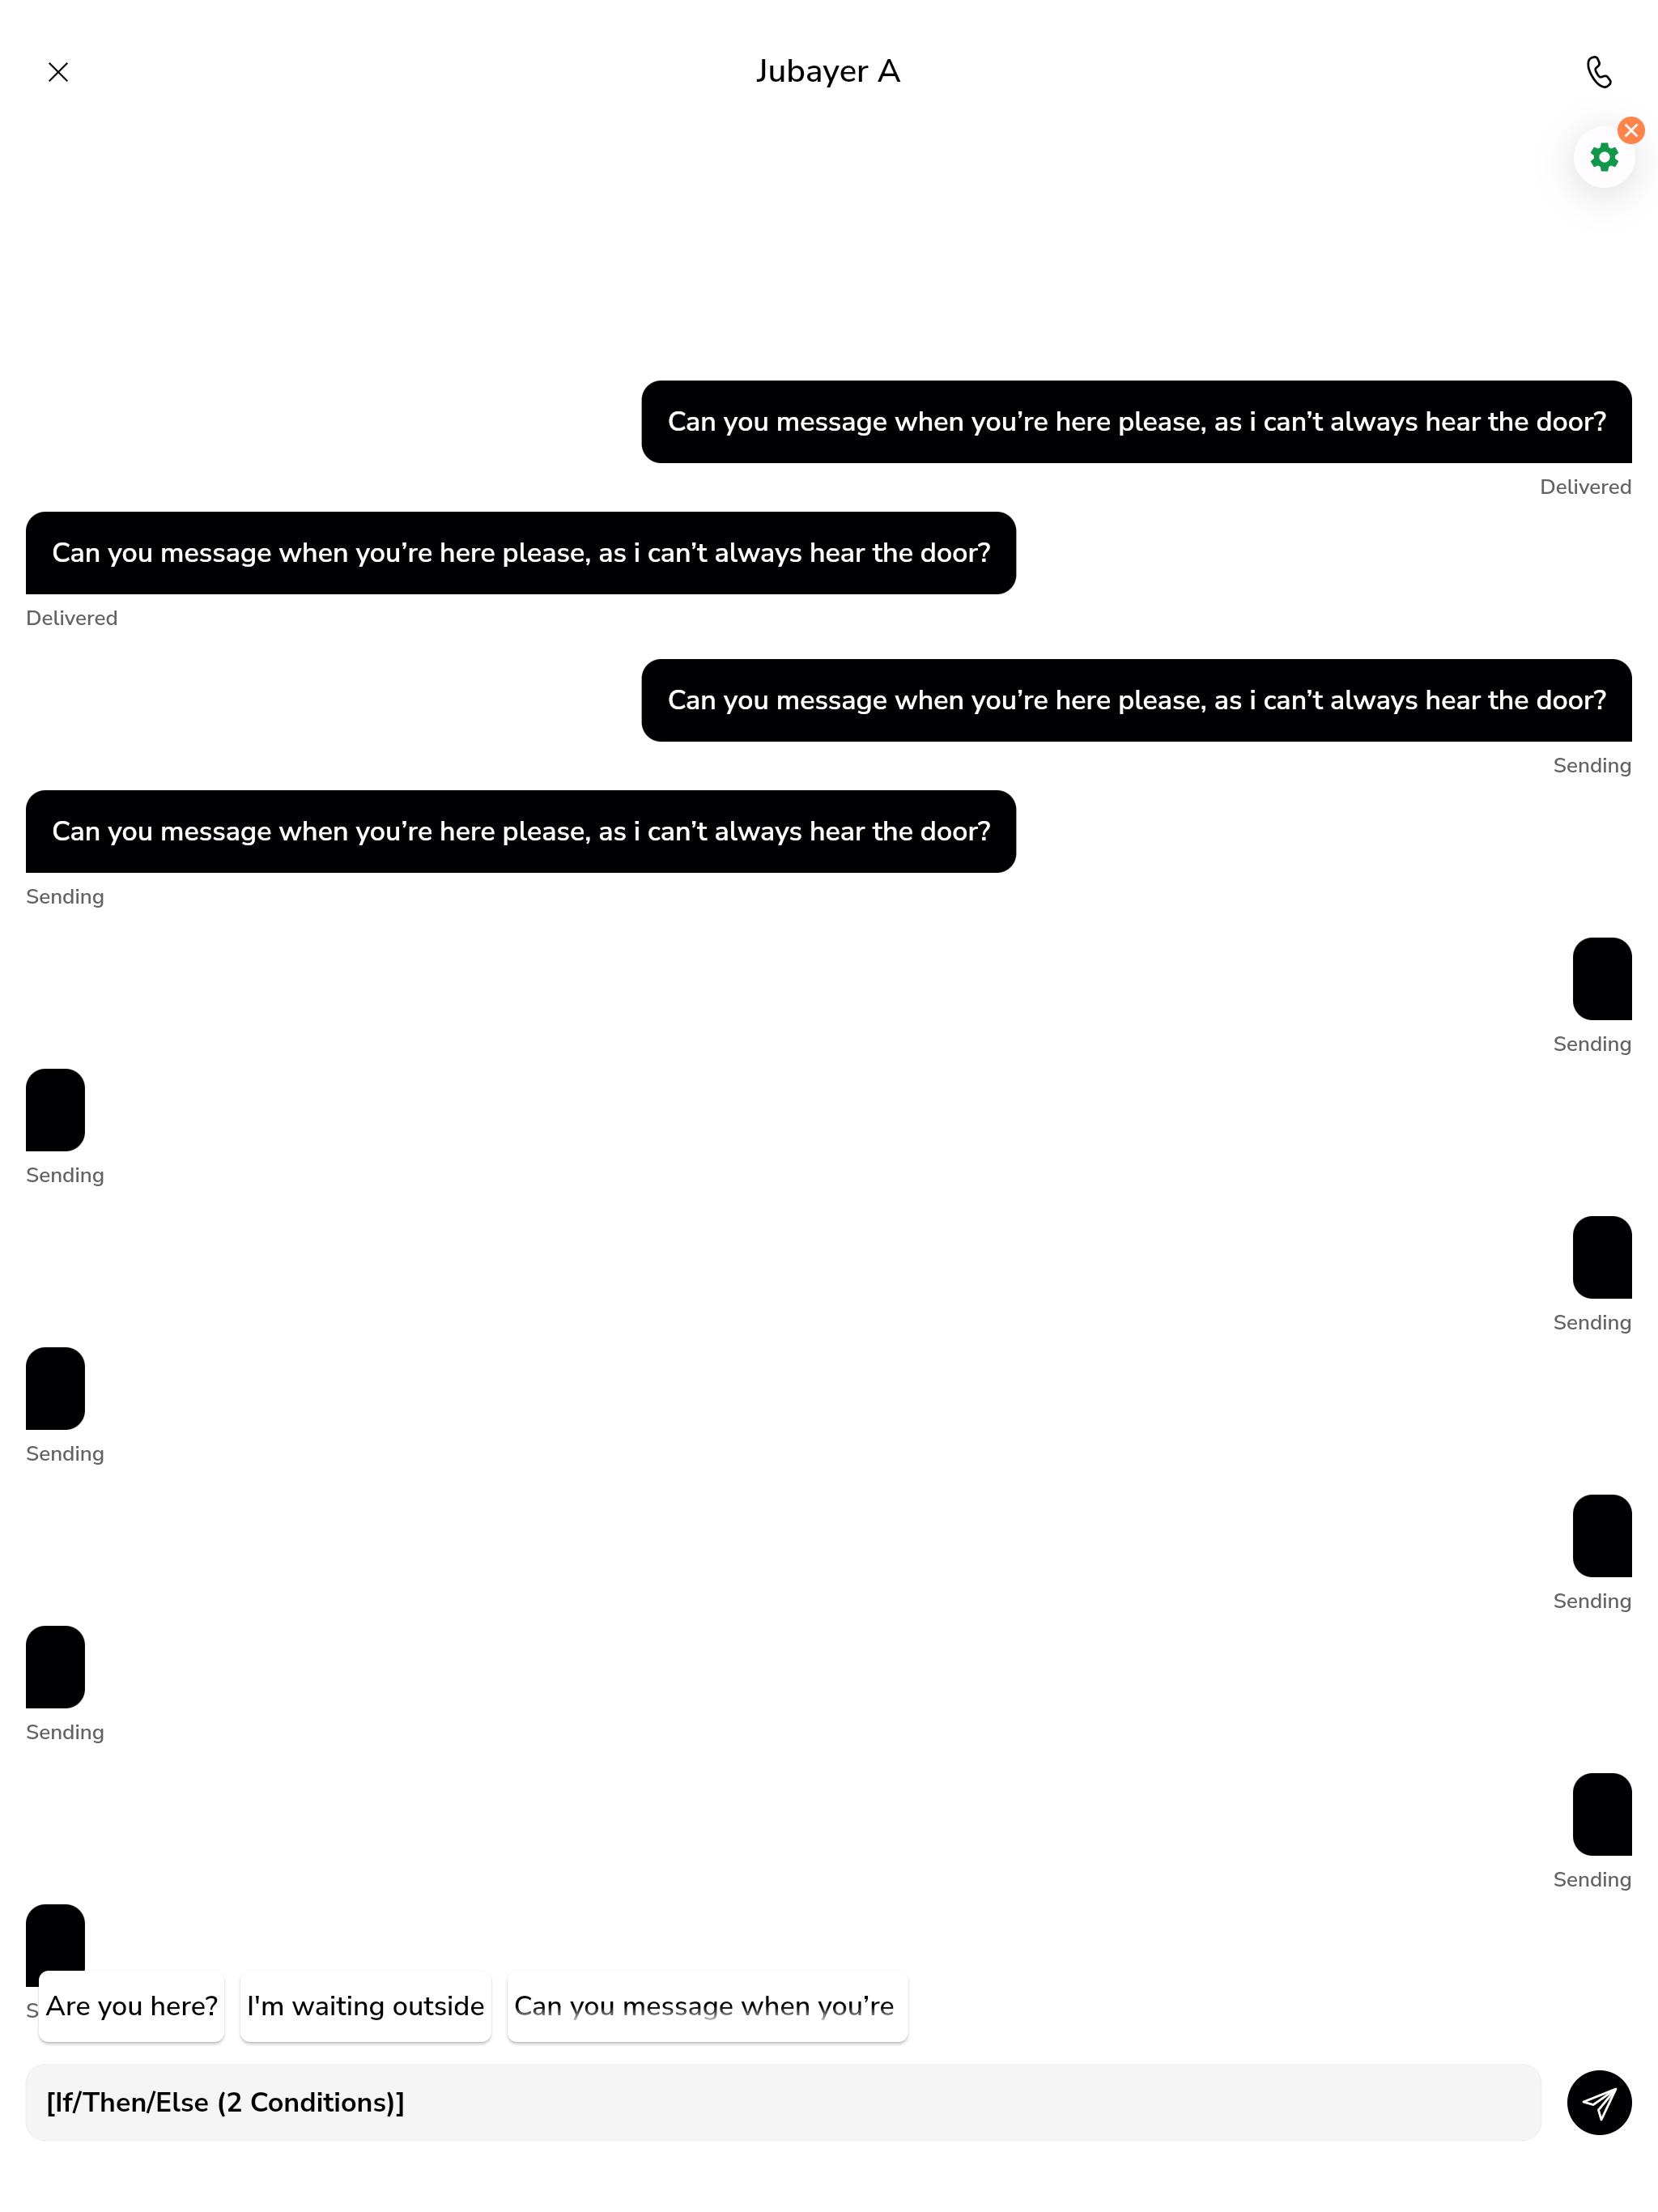 Jubayer A
Can you message when you’re here please, as i can’t always hear the door?
Delivered
Can you message when you’re here please, as i can’t always hear the door?
Delivered
Can you message when you’re here please, as i can’t always hear the door?
Sending
Can you message when you’re here please, as i can’t always hear the door?
Sending
Sending
Sending
Sending
Sending
Sending
Sending
Sending
Are you here?
I'm waiting outside
Can you message when you’re
[If/Then/Else (2 Conditions)]